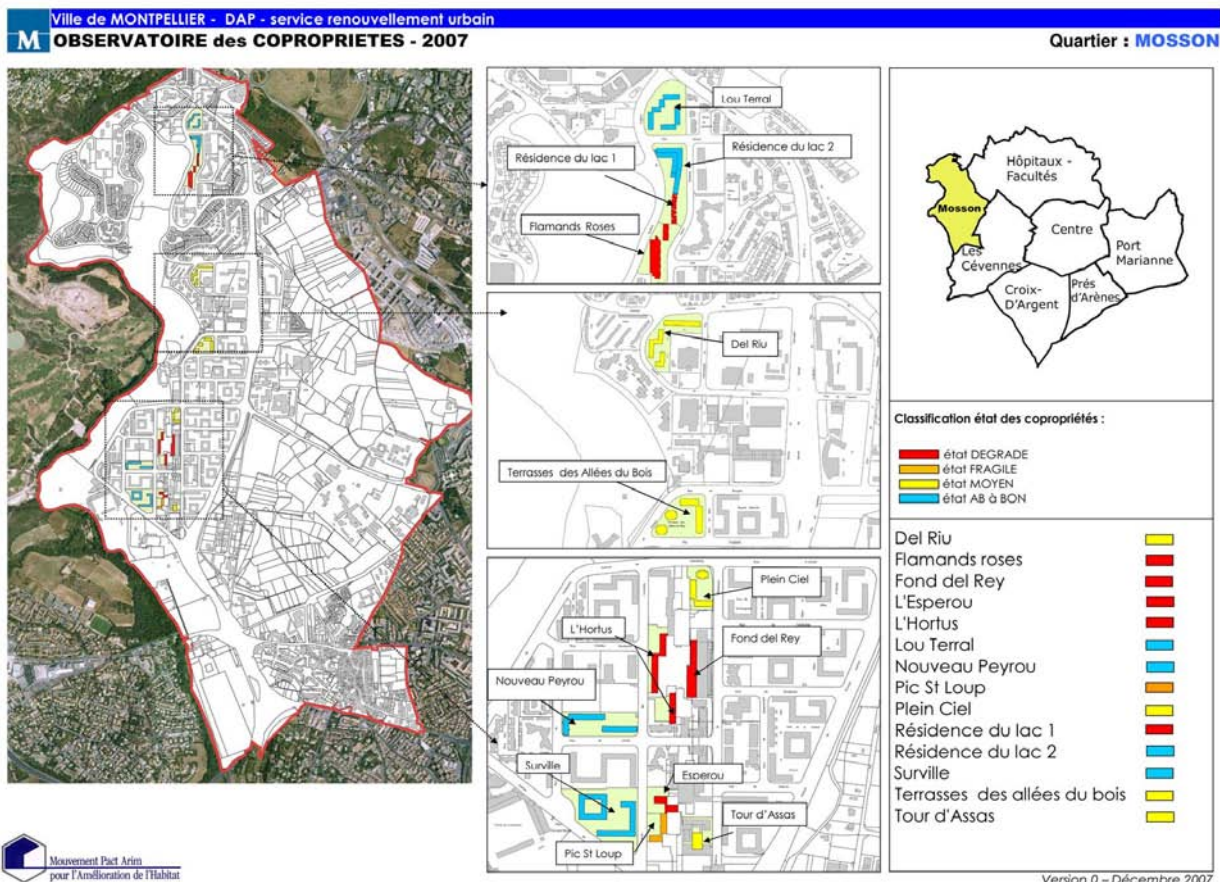 Ville de MONTPELLIER - DAP - service renouvellement urbain
M OBSERVATOIRE des COPROPRIETES - 2007
Quartier : MOSSON
Lou Terral
Résidence du lac 1
Résidence du lac 2
Flamands Roses
Del Riu
Terrasses des Allées du Bois
Plein Ciel
L'Hortus
Fond del Rey
Nouveau Peyrou
Surville
Esperou
Tour d'Assas
Pic St Loup
Hôpitaux -
Facultés
Mosson
Centre
Les
Cévennes
Port
Marianne
Croix-
D'Argent
Prés
d'Arènes
Classification état des copropriétés :
état DEGRADE
état FRAGILE
état MOYEN
état AB à BON
Del Riu
Flamands roses
Fond del Rey
L'Esperou
L'Hortus
Lou Terral
Nouveau Peyrou
Pic St Loup
Plein Ciel
Résidence du lac 1
Résidence du lac 2
Surville
Terrasses des allées du bois
Tour d'Assas
Mouvement Pact Arim
pour l'Amélioration de l'Habitat
Version 0 – Décembre 2007